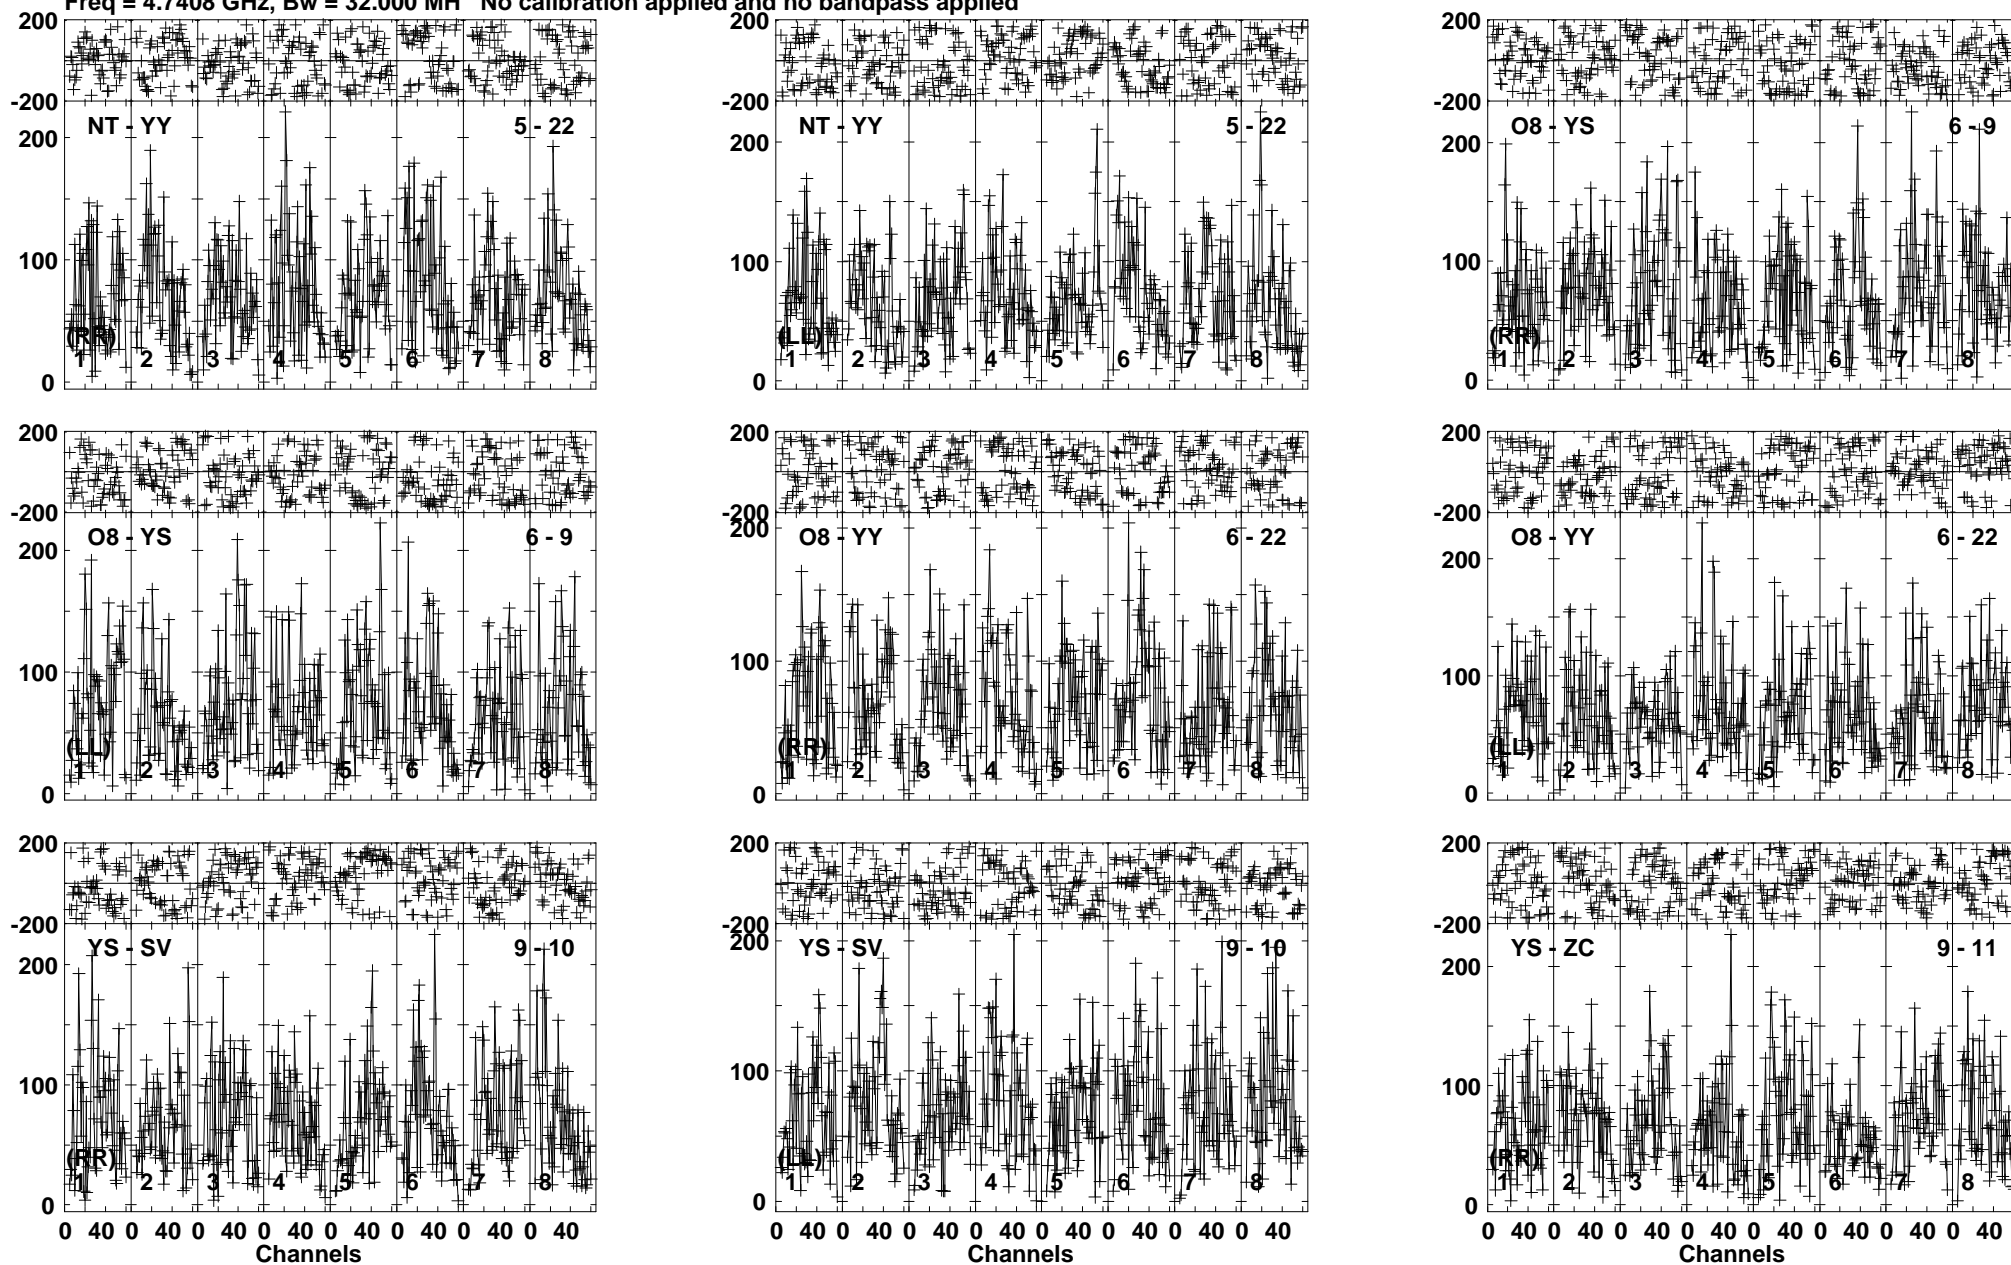 Freq = 4.7408 GHz, Bw = 32.000 MH No calibration applied and no bandpass applied
200 200 200
-200 -200 -200
NT - YY 5 - 22 NT - YY 5 - 22 O8 - YS 6 - 9
200 200 200
100 100 100
(RR) (LL) (RR)
1 2 3 4 5 6 7 8 1 2 3 4 5 6 7 8 1 2 3 4 5 6 7 8
0 0 0
200 200 200
-200 -200 -200
O8 - YS 6 - 9 O8 - YY 6 - 22 O8 - YY 6 - 22
200 200 200
100 100 100
(LL) (RR) (LL)
1 2 3 4 5 6 7 8 1 2 3 4 5 6 7 8 1 2 3 4 5 6 7 8
0 0 0
200 200 200
-200 -200 -200
YS - SV 9 - 10 YS - SV 9 - 10 YS - ZC 9 - 11
200 200 200
100 100 100
(RR) (LL) (RR)
1 2 3 4 5 6 7 8 1 2 3 4 5 6 7 8 1 2 3 4 5 6 7 8
0 0 0
0 40 0 40 0 40 0 40 0 40 0 40 0 40 0 40 0 40 0 40 0 40 0 40 0 40 0 40 0 40 0 40 0 40 0 40 0 40 0 40 0 40 0 40 0 40 0 40
Channels Channels Channels